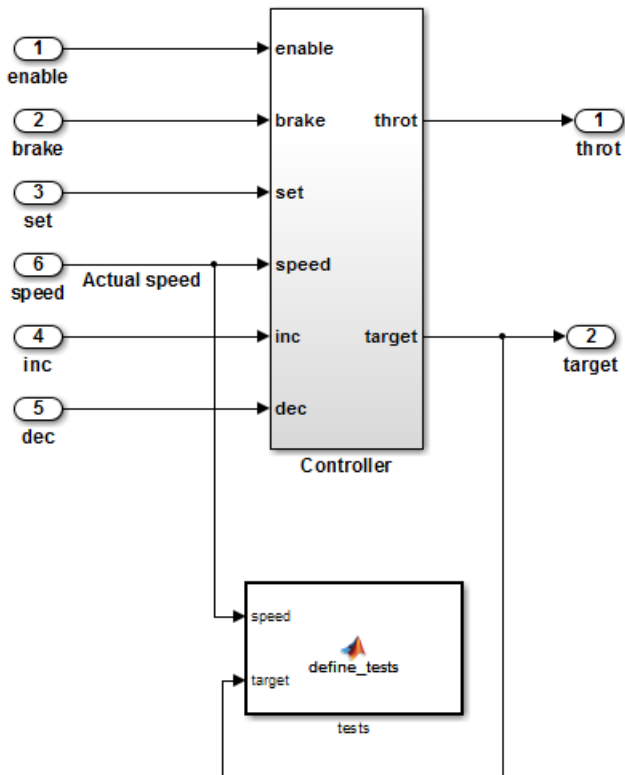 1
enable
enable
2
brake
brake
throt
1
throt
3
set
set
6
speed
Actual speed
speed
4
inc
inc
target
2
target
5
dec
dec
Controller
speed
define_tests
target
tests